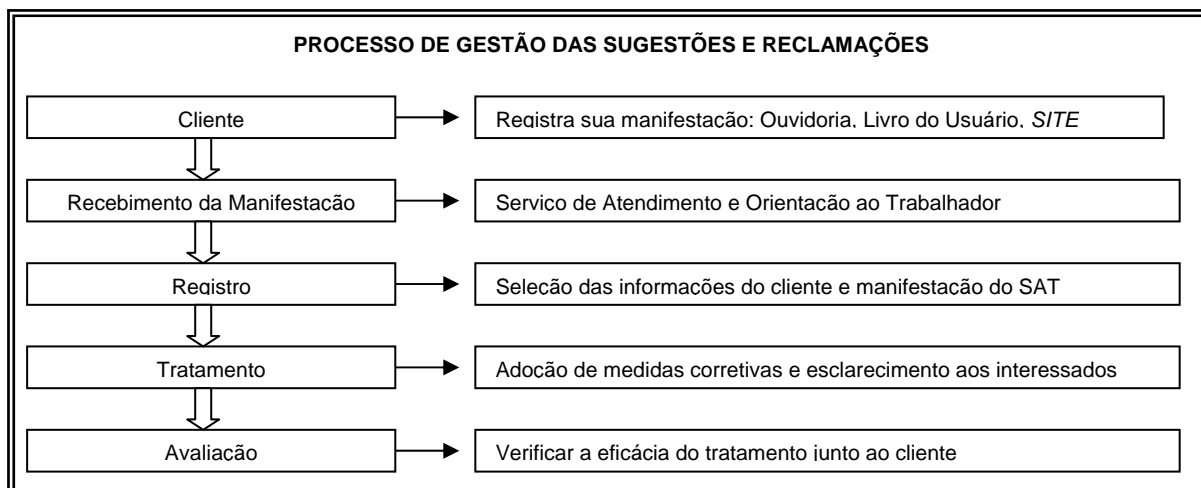 PROCESSO DE GESTÃO DAS SUGESTÕES E RECLAMAÇÕES
Cliente
Registra sua manifestação: Ouvidoria, Livro do Usuário, SITE
Recebimento da Manifestação
Serviço de Atendimento e Orientação ao Trabalhador
Registro
Seleção das informações do cliente e manifestação do SAT
Tratamento
Adoção de medidas corretivas e esclarecimento aos interessados
Avaliação
Verificar a eficácia do tratamento junto ao cliente